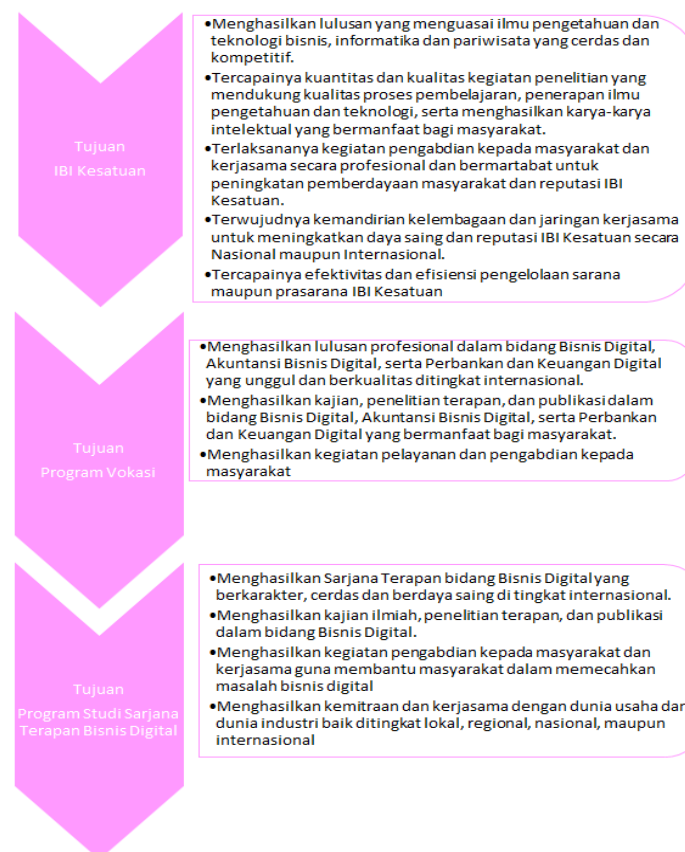 Tujuan
IBI Kesatuan
•Menghasilkan lulusan yang menguasai ilmu pengetahuan dan
teknologi bisnis, informatika dan pariwisata yang cerdas dan
kompetitif.
•Tercapainya kuantitas dan kualitas kegiatan penelitian yang
mendukung kualitas proses pembelajaran, penerapan ilmu
pengetahuan dan teknologi, serta menghasilkan karya-karya
intelektual yang bermanfaat bagi masyarakat.
•Terlaksananya kegiatan pengabdian kepada masyarakat dan
kerjasama secara profesional dan bermartabat untuk
peningkatan pemberdayaan masyarakat dan reputasi IBI
Kesatuan.
•Terwujudnya kemandirian kelembagaan dan jaringan kerjasama
untuk meningkatkan daya saing dan reputasi IBI Kesatuan secara
Nasional maupun Internasional.
•Tercapainya efektivitas dan efisiensi pengelolaan sarana
maupun prasarana IBI Kesatuan
Tujuan
Program Vokasi
•Menghasilkan lulusan profesional dalam bidang Bisnis Digital,
Akuntansi Bisnis Digital, serta Perbankan dan Keuangan Digital
yang unggul dan berkualitas ditingkat internasional.
•Menghasilkan kajian, penelitian terapan, dan publikasi dalam
bidang Bisnis Digital, Akuntansi Bisnis Digital, serta Perbankan
dan Keuangan Digital yang bermanfaat bagi masyarakat.
•Menghasilkan kegiatan pelayanan dan pengabdian kepada
masyarakat
Tujuan
Program Studi Sarjana
Terapan Bisnis Digital
•Menghasilkan Sarjana Terapan bidang Bisnis Digital yang
berkarakter, cerdas dan berdaya saing di tingkat internasional.
•Menghasilkan kajian ilmiah, penelitian terapan, dan publikasi
dalam bidang Bisnis Digital.
•Menghasilkan kegiatan pengabdian kepada masyarakat dan
kerjasama guna membantu masyarakat dalam memecahkan
masalah bisnis digital
•Menghasilkan kemitraan dan kerjasama dengan dunia usaha dan
dunia industri baik ditingkat lokal, regional, nasional, maupun
internasional